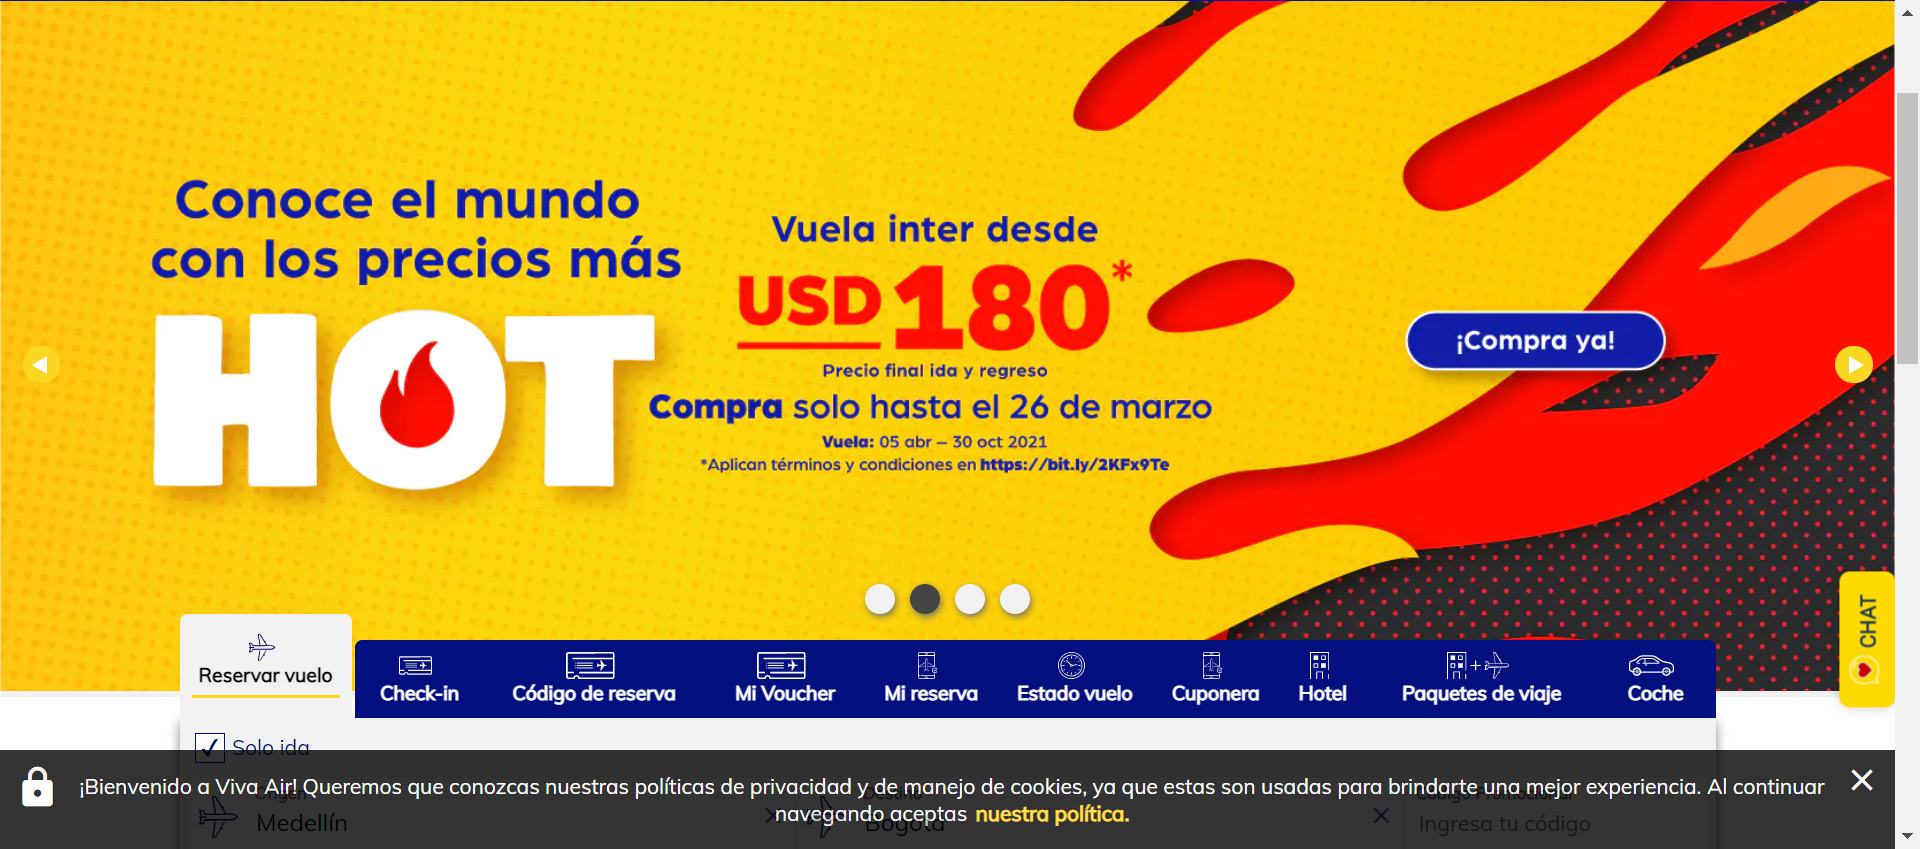 Conoce el mundo
con los precios más
HOT
Vuela inter desde
USD 180*
Precio final ida y regreso
Compra solo hasta el 26 de marzo
Vuela: 05 abr – 30 oct 2021
*Aplican términos y condiciones en https://bit.ly/2KFx9Te
¡Compra ya!
CHAT
Reservar vuelo
Check-in
Código de reserva
Mi Voucher
Mi reserva
Estado vuelo
Cuponera
Hotel
Paquetes de viaje
Coche
Solo ida
¡Bienvenido a Viva Air! Queremos que conozcas nuestras políticas de privacidad y de manejo de cookies, ya que estas son usadas para brindarte una mejor experiencia. Al continuar
navegando aceptas nuestra política.
Origen
Medellín
Bogotá
Ingresa tu código